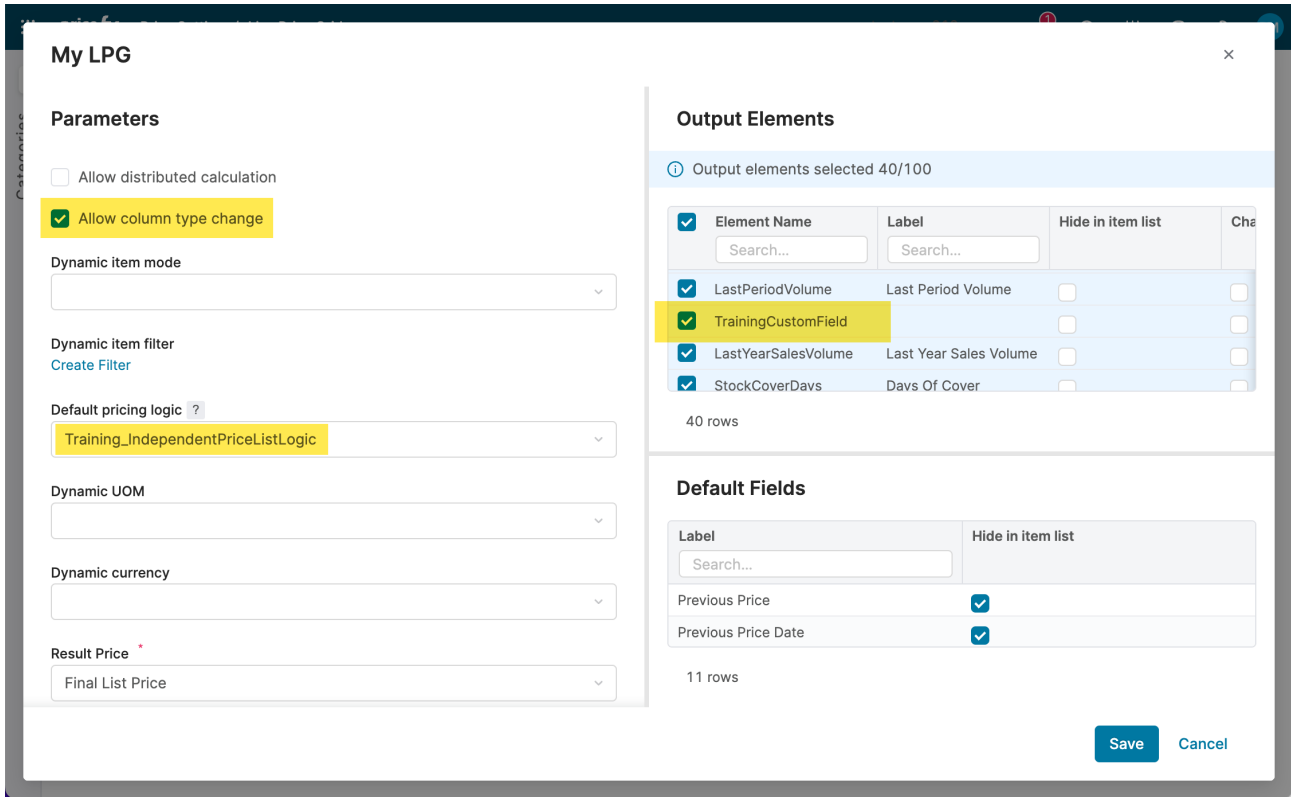 1
Categories
My LPG
×
Parameters
Allow distributed calculation
Allow column type change
Dynamic item mode
Dynamic item filter
Create Filter
Default pricing logic ?
Training_IndependentPriceListLogic
Dynamic UOM
Dynamic currency
Result Price *
Final List Price
Output Elements
Output elements selected 40/100
Element Name Label Hide in item list Cha
Search... Search...
LastPeriodVolume Last Period Volume
TrainingCustomField
LastYearSalesVolume Last Year Sales Volume
StockCoverDays Days Of Cover
40 rows
Default Fields
Label Hide in item list
Search...
Previous Price
Previous Price Date
11 rows
Save Cancel